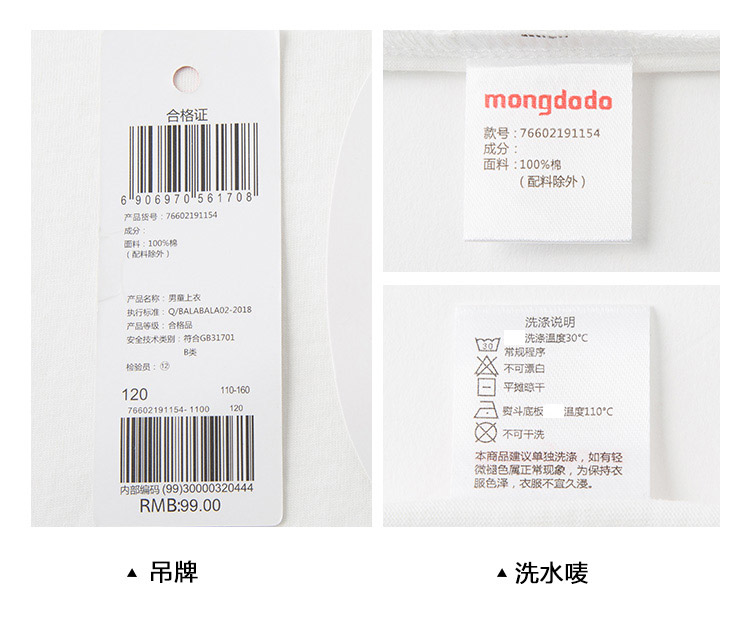 合格证
6 906970 561708
产品货号: 76602191154
成分:
面料: 100%棉
(配料除外)
产品名称: 男童上衣
执行标准: Q/BALABALA02-2018
产品等级: 合格品
安全技术类别: 符合GB31701
B类
检验员: ⑫
120
110-160
76602191154-1100 120
内部编码 (99)30000320444
RMB:99.00
mongdodo
款号: 76602191154
成分:
面料: 100%棉
(配料除外)
洗涤说明
30
洗涤温度30°C
常规程序
不可漂白
平摊晾干
熨斗底板 温度110°C
不可干洗
本商品建议单独洗涤, 如有轻
微褪色属正常现象, 为保持衣
服色泽, 衣服不宜久浸。
▲ 吊牌
▲ 洗水唛